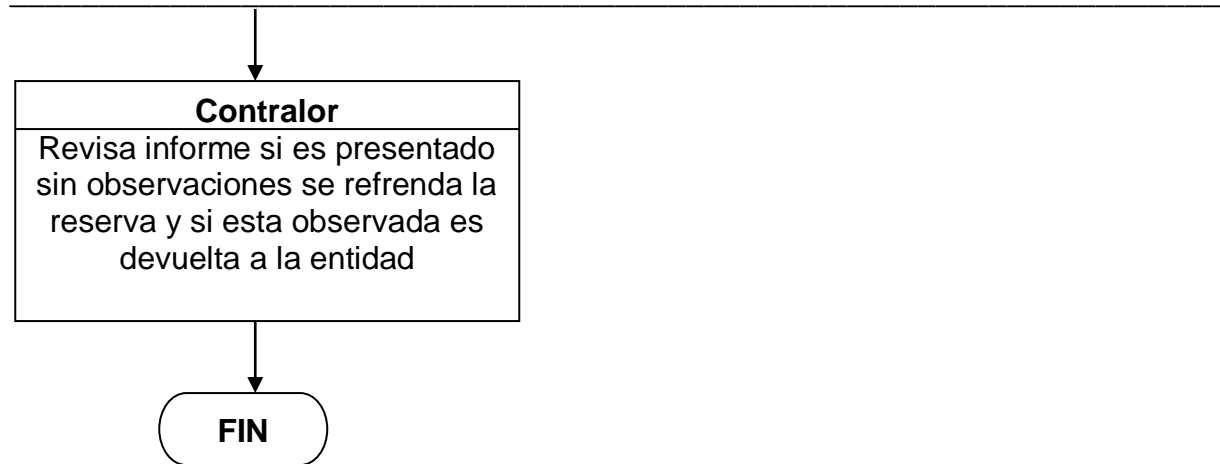 Contralor
Revisa informe si es presentado
sin observaciones se refrenda la
reserva y si esta observada es
devuelta a la entidad
FIN